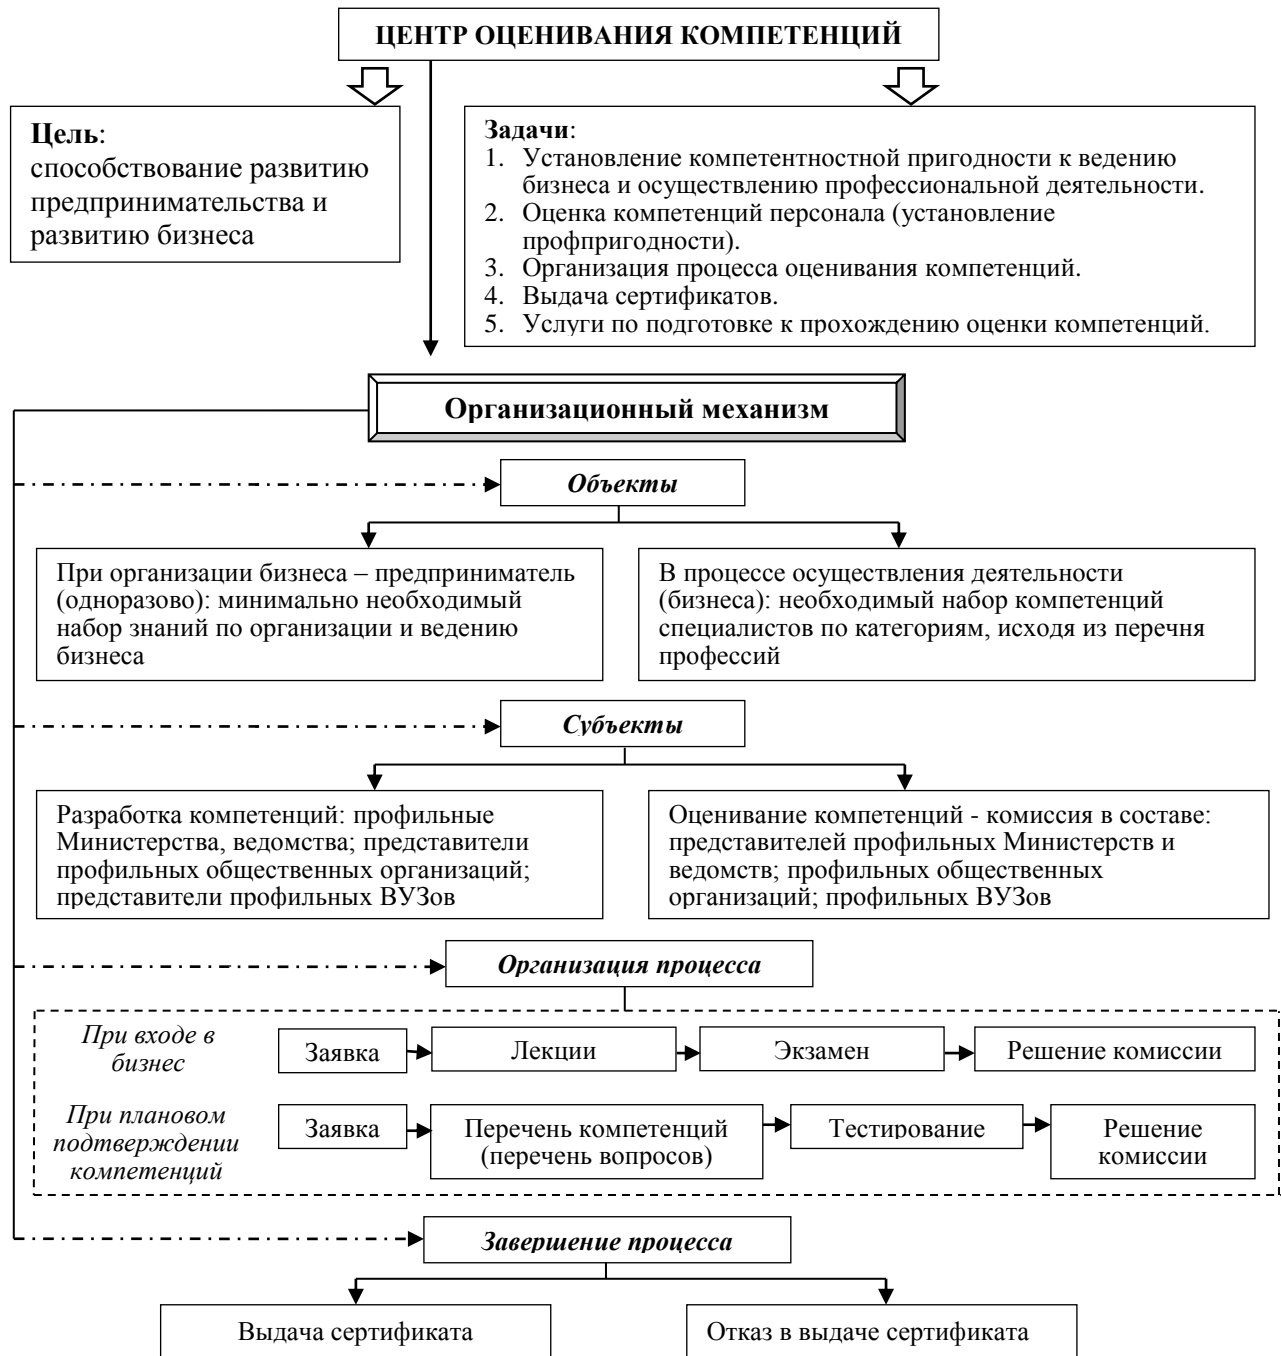 ЦЕНТР ОЦЕНИВАНИЯ КОМПЕТЕНЦИЙ
Цель:
способствование развитию
предпринимательства и
развитию бизнеса
Задачи:
1. Установление компетентностной пригодности к ведению
бизнеса и осуществлению профессиональной деятельности.
2. Оценка компетенций персонала (установление
профпригодности).
3. Организация процесса оценивания компетенций.
4. Выдача сертификатов.
5. Услуги по подготовке к прохождению оценки компетенций.
Организационный механизм
Объекты
При организации бизнеса – предприниматель
(одноразово): минимально необходимый
набор знаний по организации и ведению
бизнеса
В процессе осуществления деятельности
(бизнеса): необходимый набор компетенций
специалистов по категориям, исходя из перечня
профессий
Субъекты
Разработка компетенций: профильные
Министерства, ведомства; представители
профильных общественных организаций;
представители профильных ВУЗов
Оценивание компетенций - комиссия в составе:
представителей профильных Министерств и
ведомств; профильных общественных
организаций; профильных ВУЗов
Организация процесса
При входе в
бизнес
Заявка
Лекции
Экзамен
Решение комиссии
При плановом
подтверждении
компетенций
Заявка
Перечень компетенций
(перечень вопросов)
Тестирование
Решение
комиссии
Завершение процесса
Выдача сертификата
Отказ в выдаче сертификата